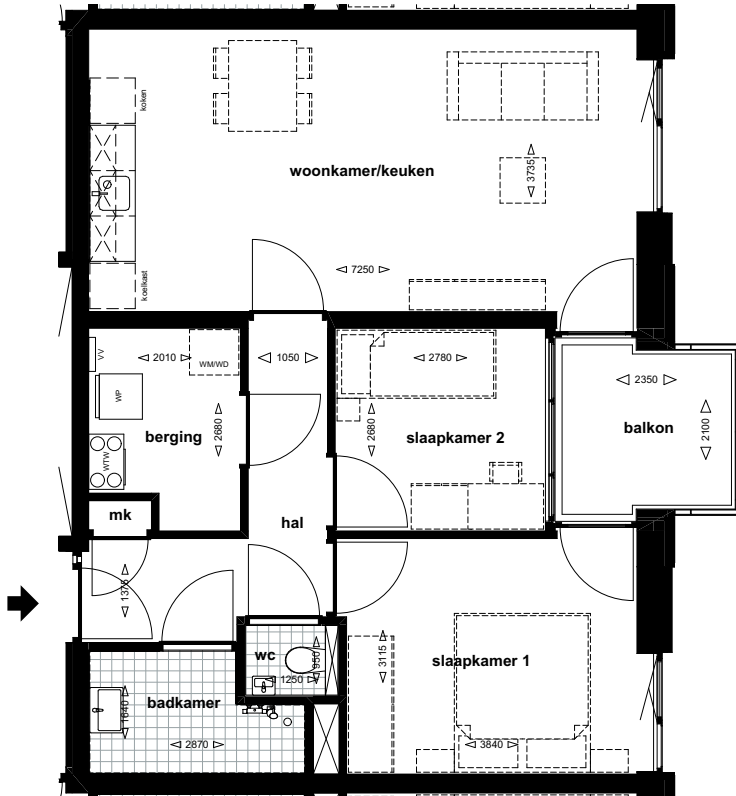 koken
woonkamer/keuken
3735
koelkast
7250
VV
2010
WM/WD
1050
2780
2350
WP
berging
2680
2680
slaapkamer 2
balkon
2100
WTW
mk
hal
1375
wc
950
1250
3115
slaapkamer 1
badkamer
1640
2870
3840